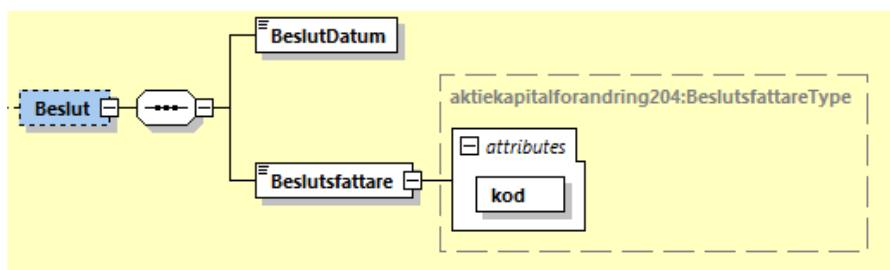 BeslutDatum
Beslut
aktiekapitalforandring204:BeslutsfattareType
attributes
Beslutsfattare
kod